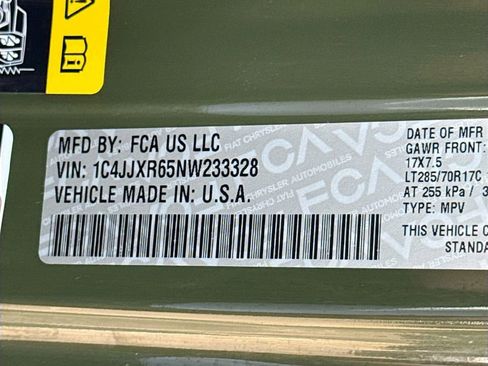 MFD BY: FCA US LLC
VIN: 1C4JJXR65NW233328
VEHICLE MADE IN: U.S.A.
DATE OF MFR
GAWR FRONT:
17X7.5
LT285/70R17C
AT 255 kPa /
TYPE: MPV
THIS VEHICLE
STANDA